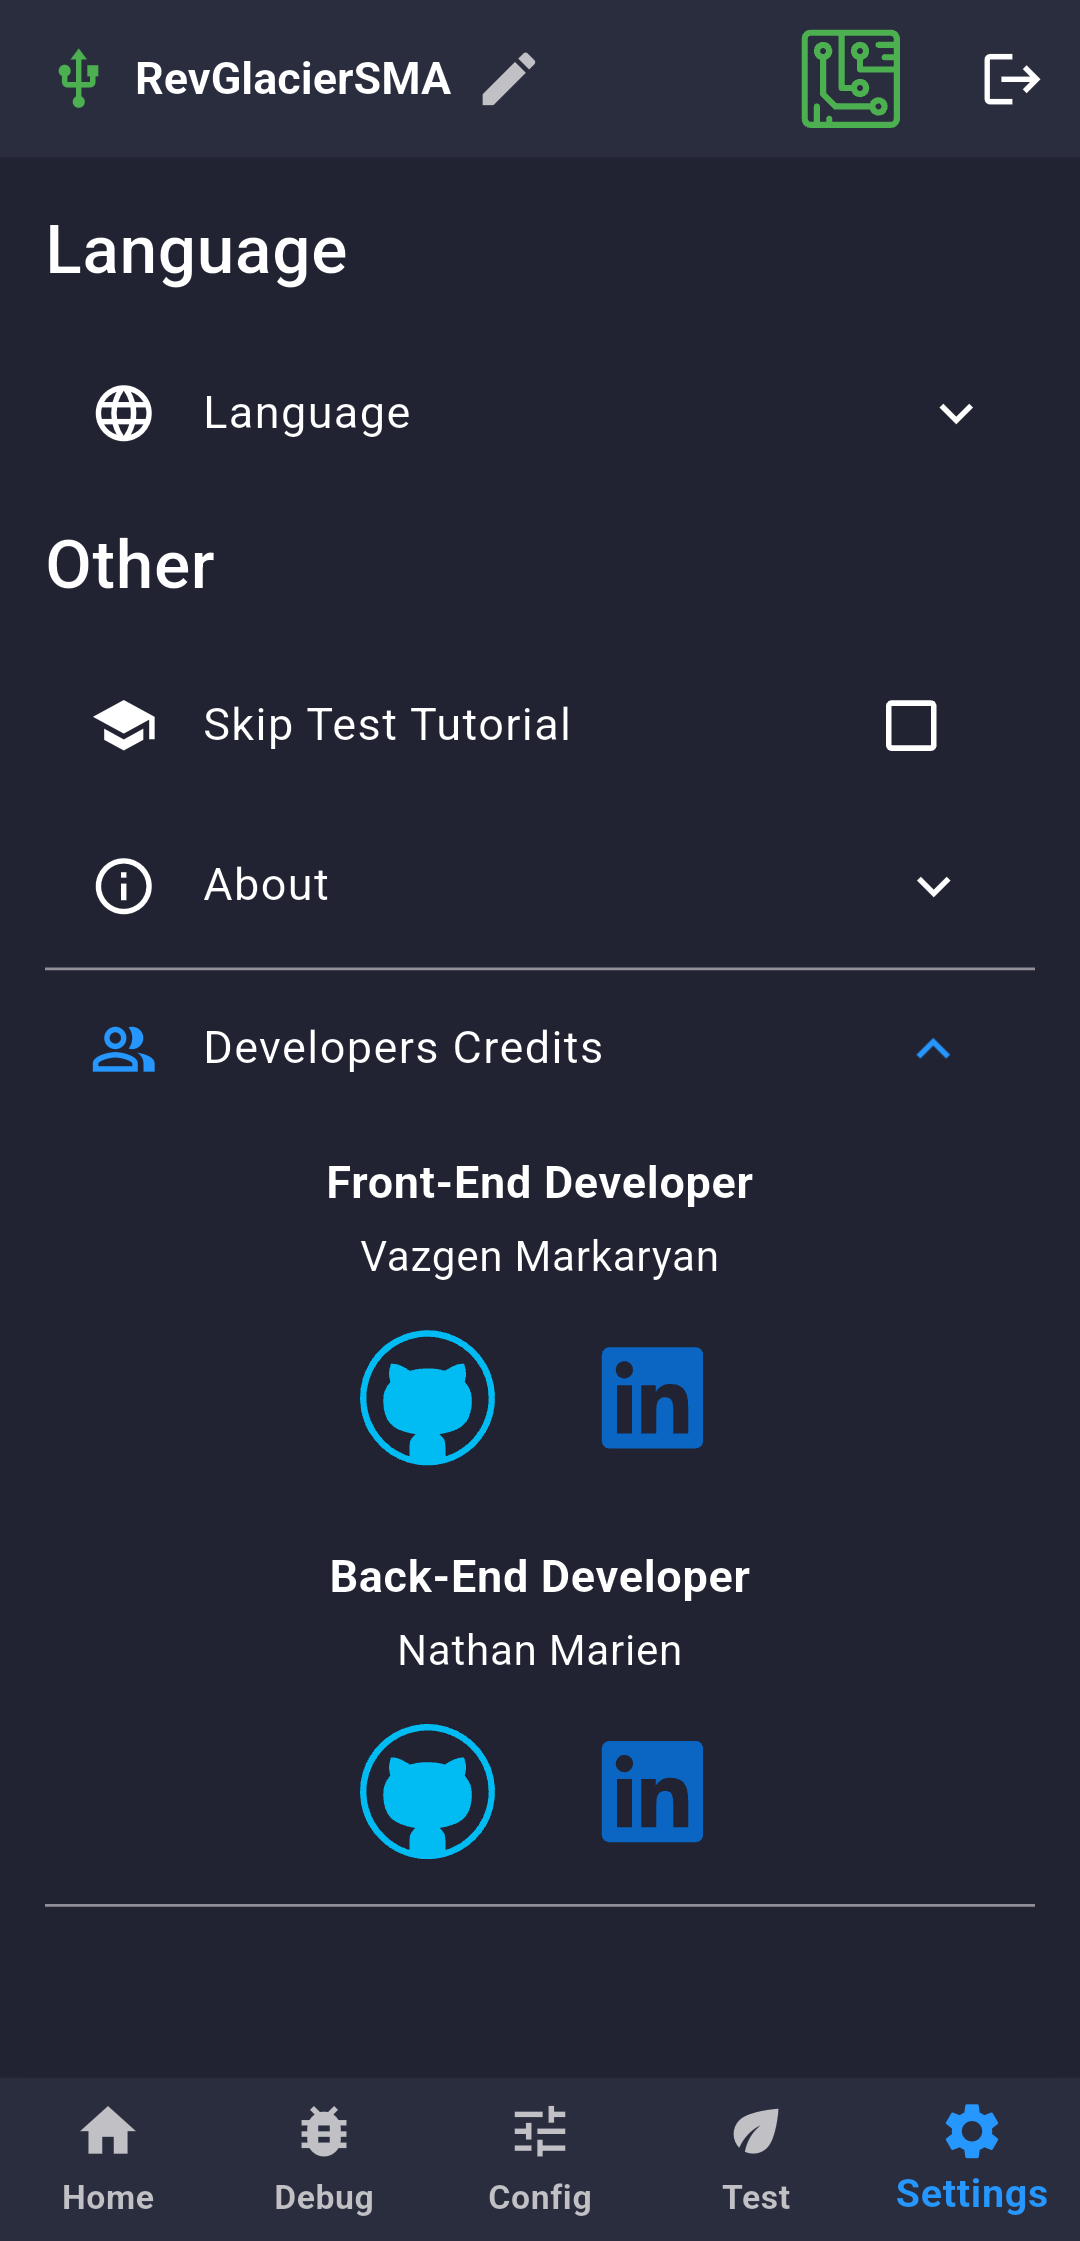 RevGlacierSMA
Language
Language
Other
Skip Test Tutorial
About
Developers Credits
Front-End Developer
Vazgen Markaryan
in
Back-End Developer
Nathan Marien
in
Home
Debug
Config
Test
Settings